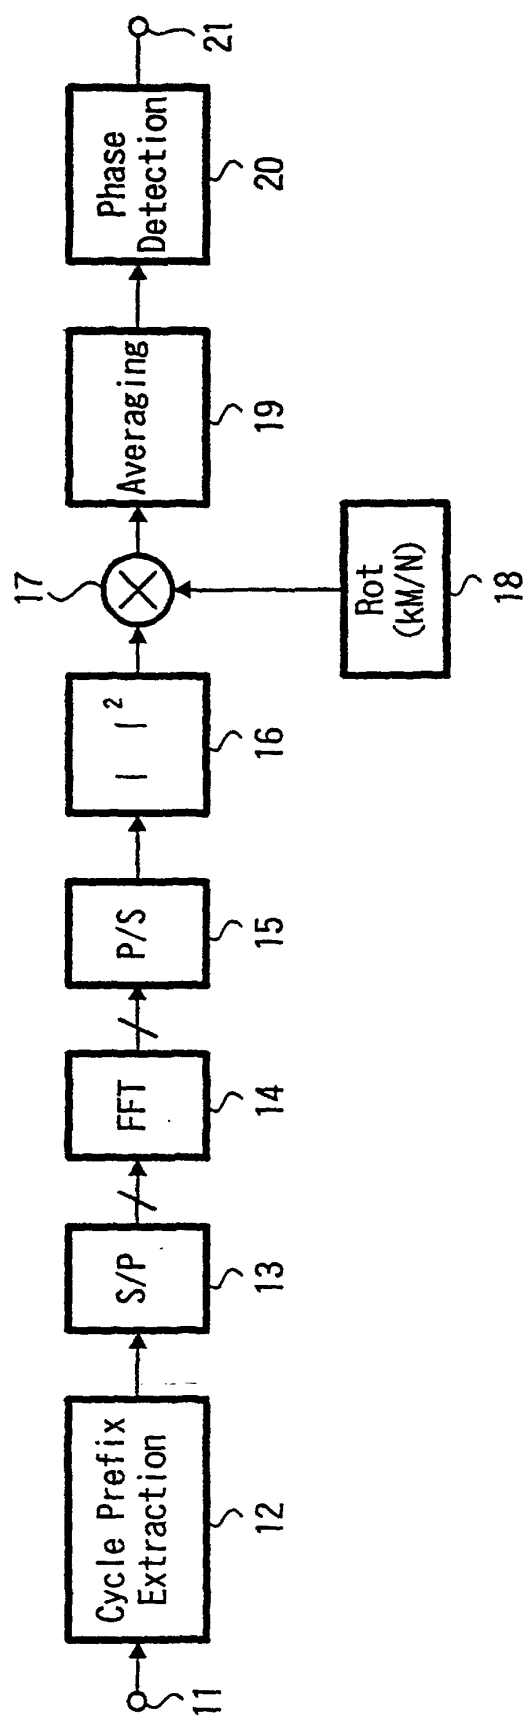 11
Cycle Prefix
Extraction
12
S/P
13
FFT
14
P/S
15
| |²
16
17
Rot
(kM/N)
18
Averaging
19
Phase
Detection
20
21